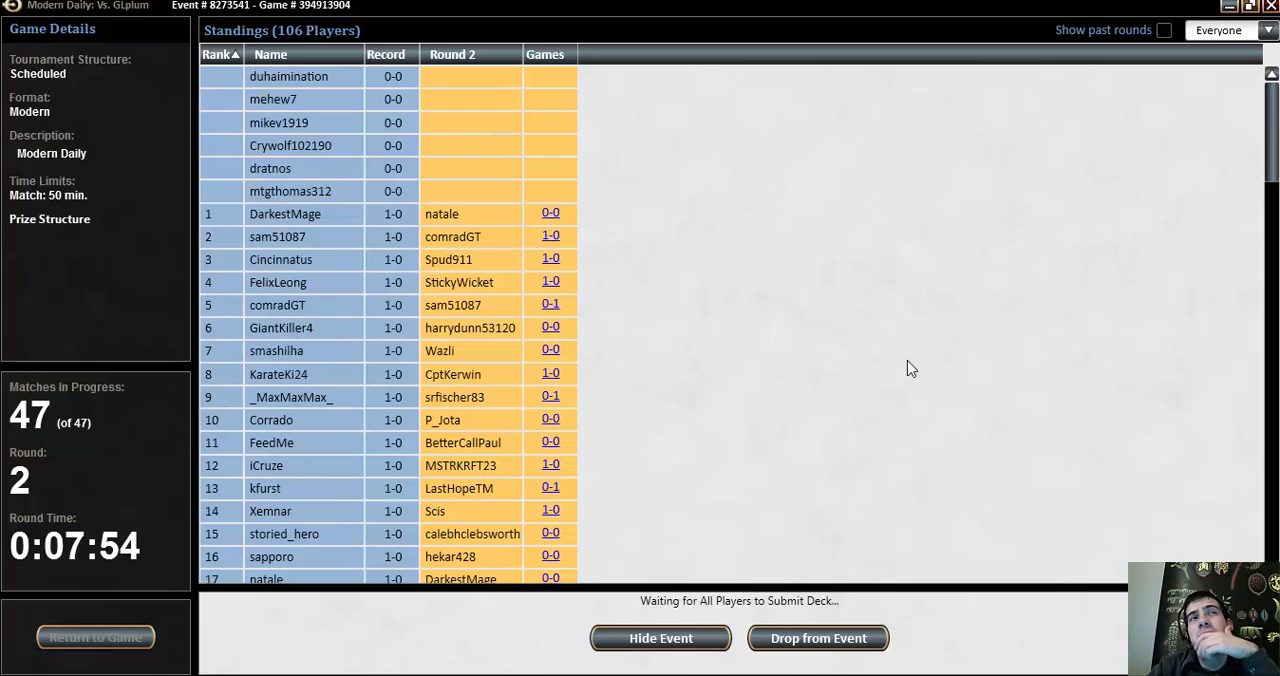 Modern Daily: Vs. GLplum
Event # 8273541 - Game # 394913904
Game Details
Tournament Structure:
Scheduled
Format:
Modern
Description:
Modern Daily
Time Limits:
Match: 50 min.
Prize Structure
Matches In Progress:
47 (of 47)
Round:
2
Round Time:
0:07:54
Return to Game
Standings (106 Players)
Show past rounds
Everyone
Rank Name Record Round 2 Games
duhaimination 0-0
mehew7 0-0
mikev1919 0-0
Crywolf102190 0-0
dratnos 0-0
mtgthomas312 0-0
1 DarkestMage 1-0 natale 0-0
2 sam51087 1-0 comradGT 1-0
3 Cincinnatus 1-0 Spud911 1-0
4 FelixLeong 1-0 StickyWicket 1-0
5 comradGT 1-0 sam51087 0-1
6 GiantKiller4 1-0 harrydunn53120 0-0
7 smashilha 1-0 Wazli 0-0
8 KarateKi24 1-0 CptKerwin 1-0
9 _MaxMaxMax_ 1-0 srfischer83 0-1
10 Corrado 1-0 P_Jota 0-0
11 FeedMe 1-0 BetterCallPaul 0-0
12 iCruze 1-0 MSTRKRFT23 1-0
13 kfurst 1-0 LastHopeTM 0-1
14 Xemnar 1-0 Scis 1-0
15 storied_hero 1-0 calebhclebsworth 0-0
16 sapporo 1-0 hekar428 0-0
17 natale 1-0 DarkestMage 0-0
Waiting for All Players to Submit Deck...
Hide Event
Drop from Event